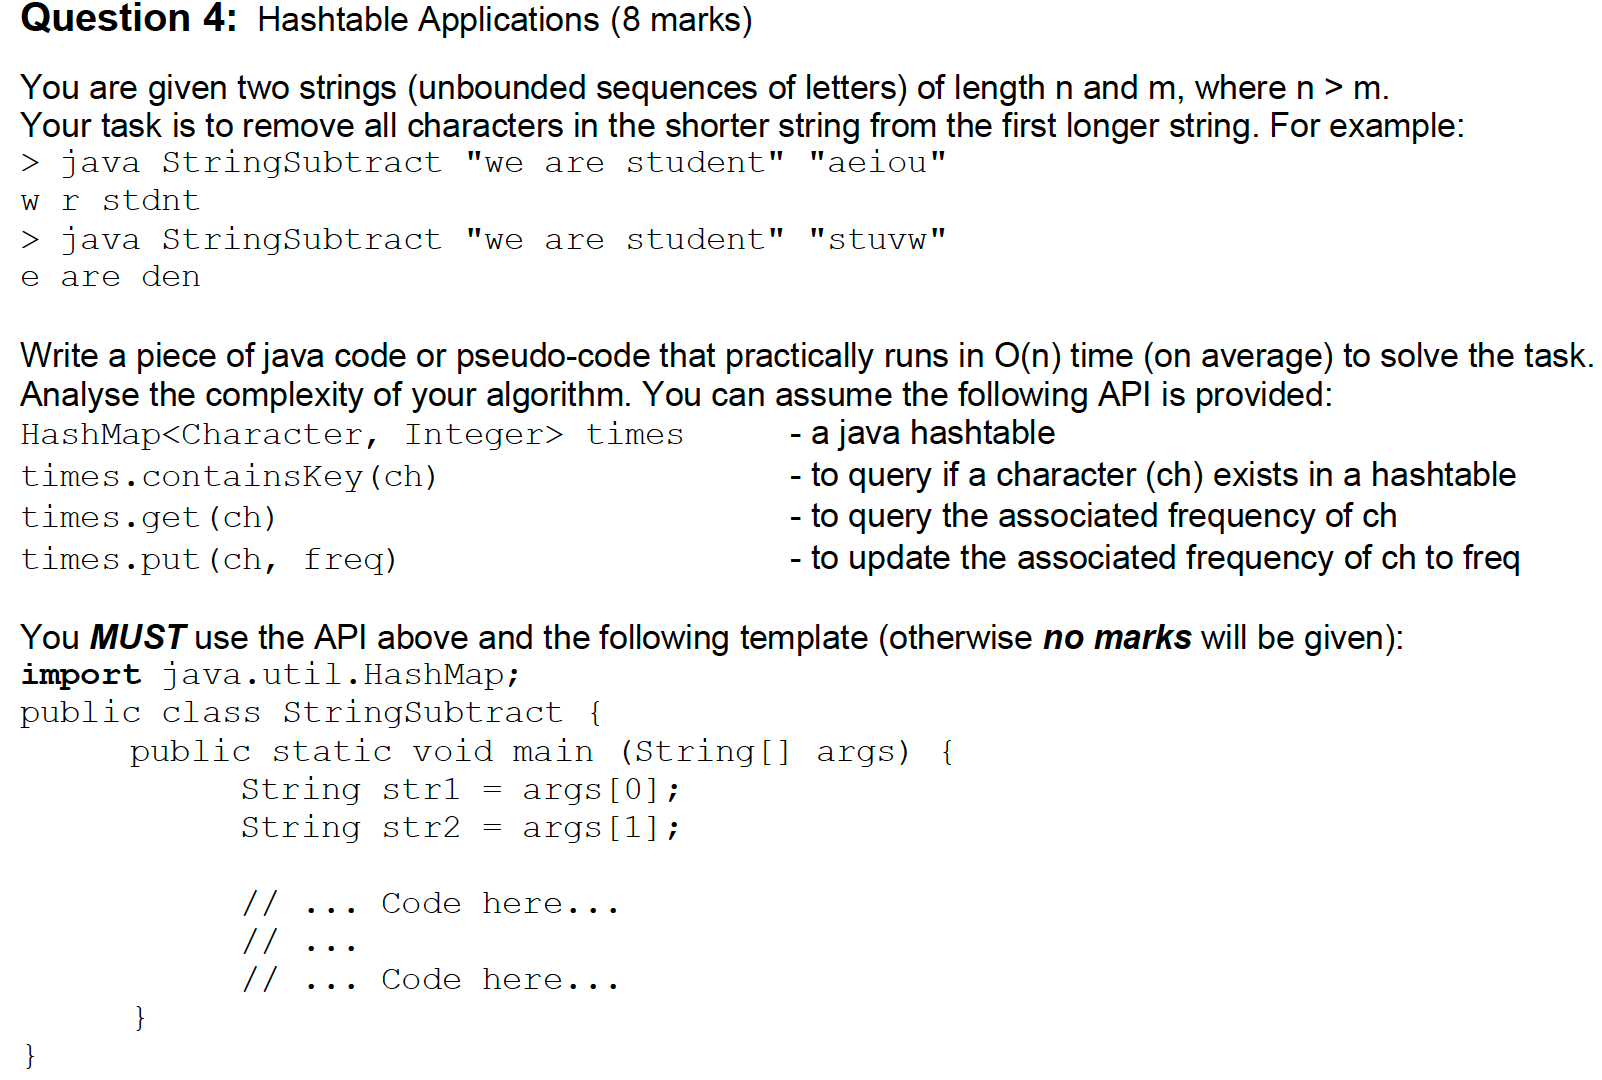 Question 4: Hashtable Applications (8 marks)
You are given two strings (unbounded sequences of letters) of length n and m, where n > m.
Your task is to remove all characters in the shorter string from the first longer string. For example:
> java StringSubtract "we are student" "aeiou"
w r stdnt
> java StringSubtract "we are student" "stuvw"
e are den
Write a piece of java code or pseudo-code that practically runs in O(n) time (on average) to solve the task.
Analyse the complexity of your algorithm. You can assume the following API is provided:
HashMap<Character, Integer> times - a java hashtable
times.containsKey(ch) - to query if a character (ch) exists in a hashtable
times.get(ch) - to query the associated frequency of ch
times.put(ch, freq) - to update the associated frequency of ch to freq
You MUST use the API above and the following template (otherwise no marks will be given):
import java.util.HashMap;
public class StringSubtract {
public static void main (String[] args) {
String str1 = args[0];
String str2 = args[1];
// ... Code here...
// ...
// ... Code here...
}
}